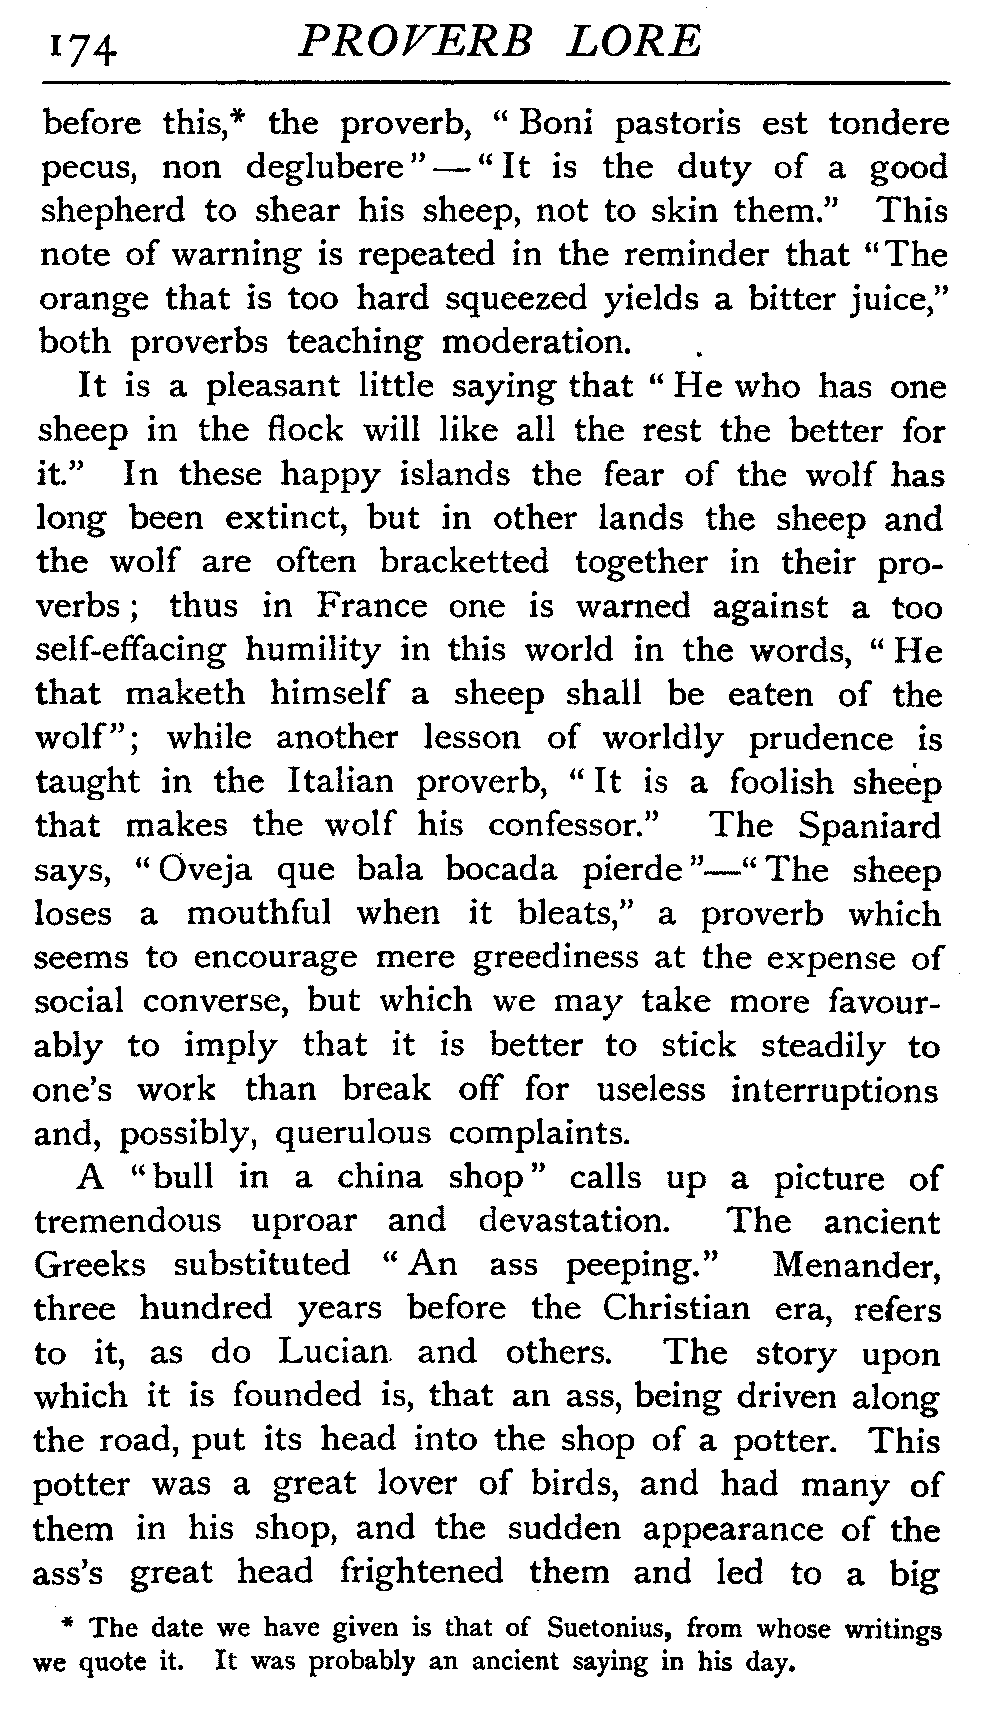 174 PROVERB LORE
before this,* the proverb, “ Boni pastoris est tondere
pecus, non deglubere ” — “ It is the duty of a good
shepherd to shear his sheep, not to skin them.” This
note of warning is repeated in the reminder that “ The
orange that is too hard squeezed yields a bitter juice,”
both proverbs teaching moderation.
It is a pleasant little saying that “ He who has one
sheep in the flock will like all the rest the better for
it.” In these happy islands the fear of the wolf has
long been extinct, but in other lands the sheep and
the wolf are often bracketted together in their pro-
verbs ; thus in France one is warned against a too
self-effacing humility in this world in the words, “ He
that maketh himself a sheep shall be eaten of the
wolf ” ; while another lesson of worldly prudence is
taught in the Italian proverb, “ It is a foolish sheep
that makes the wolf his confessor.” The Spaniard
says, “ Oveja que bala bocada pierde ”—“ The sheep
loses a mouthful when it bleats,” a proverb which
seems to encourage mere greediness at the expense of
social converse, but which we may take more favour-
ably to imply that it is better to stick steadily to
one’s work than break off for useless interruptions
and, possibly, querulous complaints.
A “ bull in a china shop ” calls up a picture of
tremendous uproar and devastation. The ancient
Greeks substituted “ An ass peeping.” Menander,
three hundred years before the Christian era, refers
to it, as do Lucian and others. The story upon
which it is founded is, that an ass, being driven along
the road, put its head into the shop of a potter. This
potter was a great lover of birds, and had many of
them in his shop, and the sudden appearance of the
ass’s great head frightened them and led to a big
* The date we have given is that of Suetonius, from whose writings
we quote it. It was probably an ancient saying in his day.